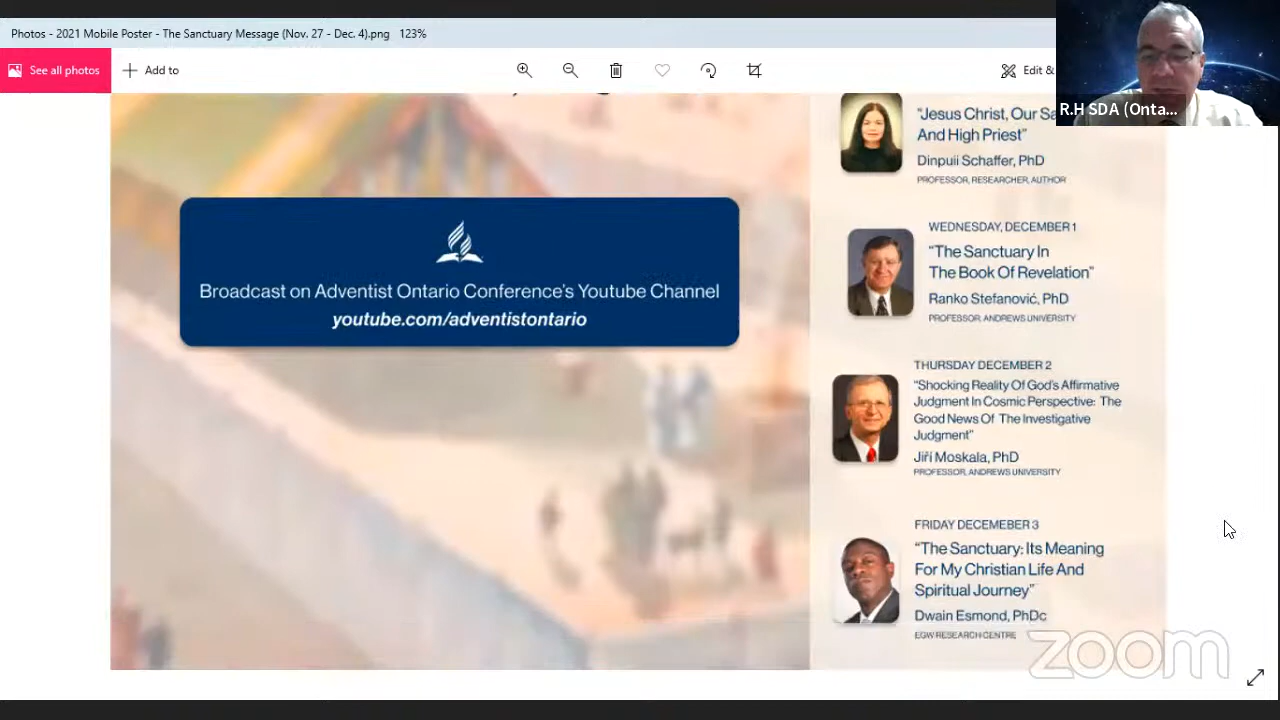 Photos - 2021 Mobile Poster - The Sanctuary Message (Nov. 27 - Dec. 4).png 123%
See all photos
Add to
Edit &
R.H SDA (Onta...
Broadcast on Adventist Ontario Conference's Youtube Channel
youtube.com/adventistontario
"Jesus Christ, Our Sa
And High Priest"
Dinpuii Schaffer, PhD
PROFESSOR, RESEARCHER, AUTHOR
WEDNESDAY, DECEMBER 1
"The Sanctuary In
The Book Of Revelation"
Ranko Stefanović, PhD
PROFESSOR, ANDREWS UNIVERSITY
THURSDAY DECEMBER 2
"Shocking Reality Of God's Affirmative
Judgment In Cosmic Perspective: The
Good News Of The Investigative
Judgment"
Jiří Moskala, PhD
PROFESSOR, ANDREWS UNIVERSITY
FRIDAY DECEMEBER 3
"The Sanctuary: Its Meaning
For My Christian Life And
Spiritual Journey"
Dwain Esmond, PhDc
EGW RESEARCH CENTRE
zoom